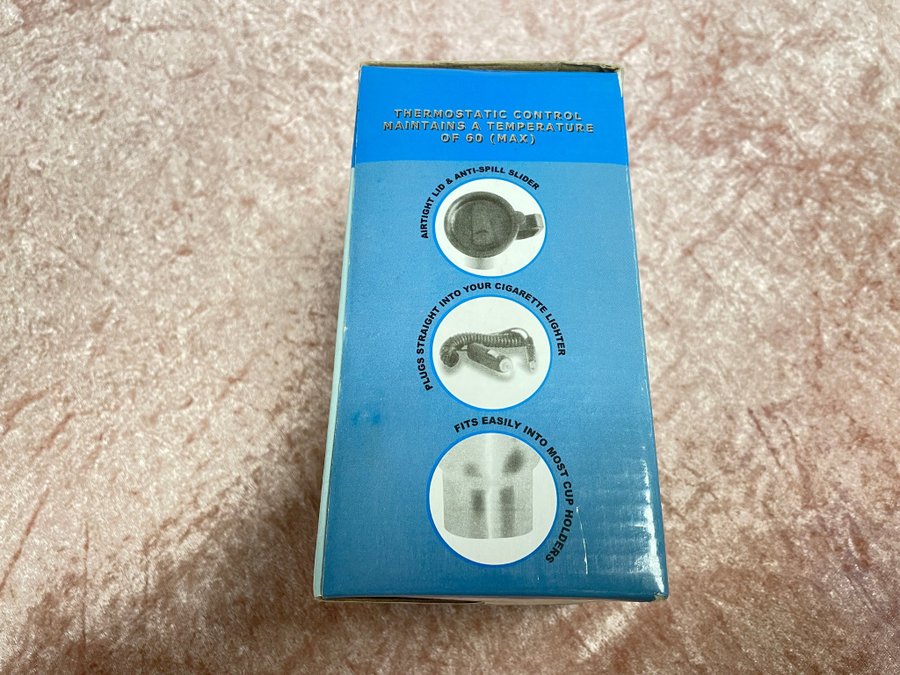 THERMOSTATIC CONTROL
MAINTAINS A TEMPERATURE
OF 60 (MAX)
AIRTIGHT LID & ANTI-SPILL SLIDER
PLUGS STRAIGHT INTO YOUR CIGARETTE LIGHTER
FITS EASILY INTO MOST CUP HOLDERS